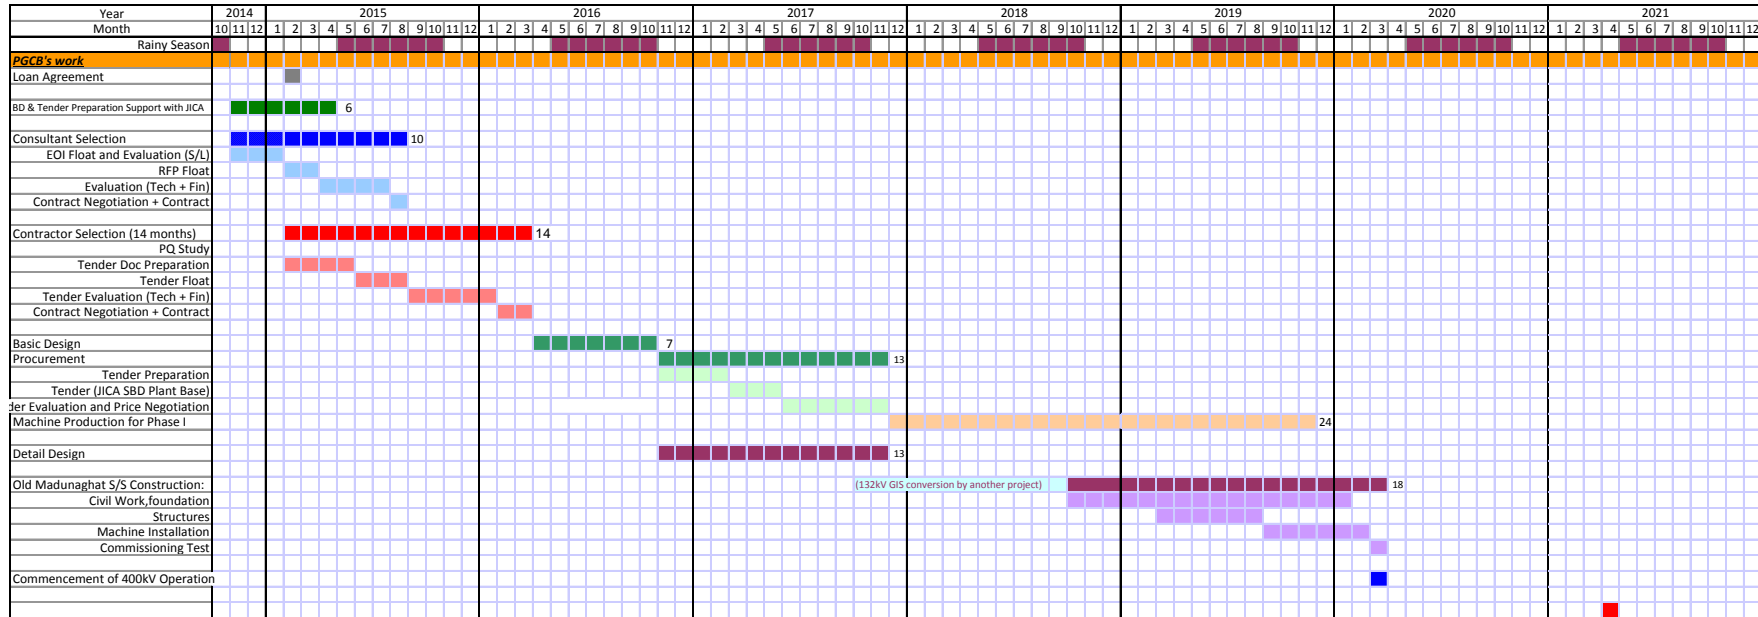 Year 2014 2015 2016 2017 2018 2019 2020 2021
Month 10 11 12 1 2 3 4 5 6 7 8 9 10 11 12 1 2 3 4 5 6 7 8 9 10 11 12 1 2 3 4 5 6 7 8 9 10 11 12 1 2 3 4 5 6 7 8 9 10 11 12 1 2 3 4 5 6 7 8 9 10 11 12 1 2 3 4 5 6 7 8 9 10 11 12 1 2 3 4 5 6 7 8 9 10 11 12
Rainy Season
PGCB's work
Loan Agreement
BD & Tender Preparation Support with JICA 6
Consultant Selection 10
EOI Float and Evaluation (S/L)
RFP Float
Evaluation (Tech + Fin)
Contract Negotiation + Contract
Contractor Selection (14 months) 14
PQ Study
Tender Doc Preparation
Tender Float
Tender Evaluation (Tech + Fin)
Contract Negotiation + Contract
Basic Design 7
Procurement 13
Tender Preparation
Tender (JICA SBD Plant Base)
der Evaluation and Price Negotiation
Machine Production for Phase I 24
Detail Design 13
Old Madunaghat S/S Construction: (132kV GIS conversion by another project) 18
Civil Work,foundation
Structures
Machine Installation
Commissioning Test
Commencement of 400kV Operation